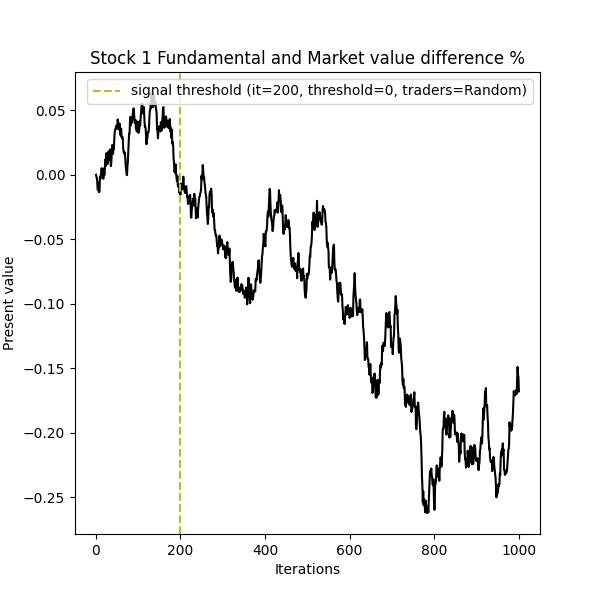 Stock 1 Fundamental and Market value difference %
signal threshold (it=200, threshold=0, traders=Random)
0.05
0.00
−0.05
−0.10
−0.15
−0.20
−0.25
Present value
0 200 400 600 800 1000
Iterations